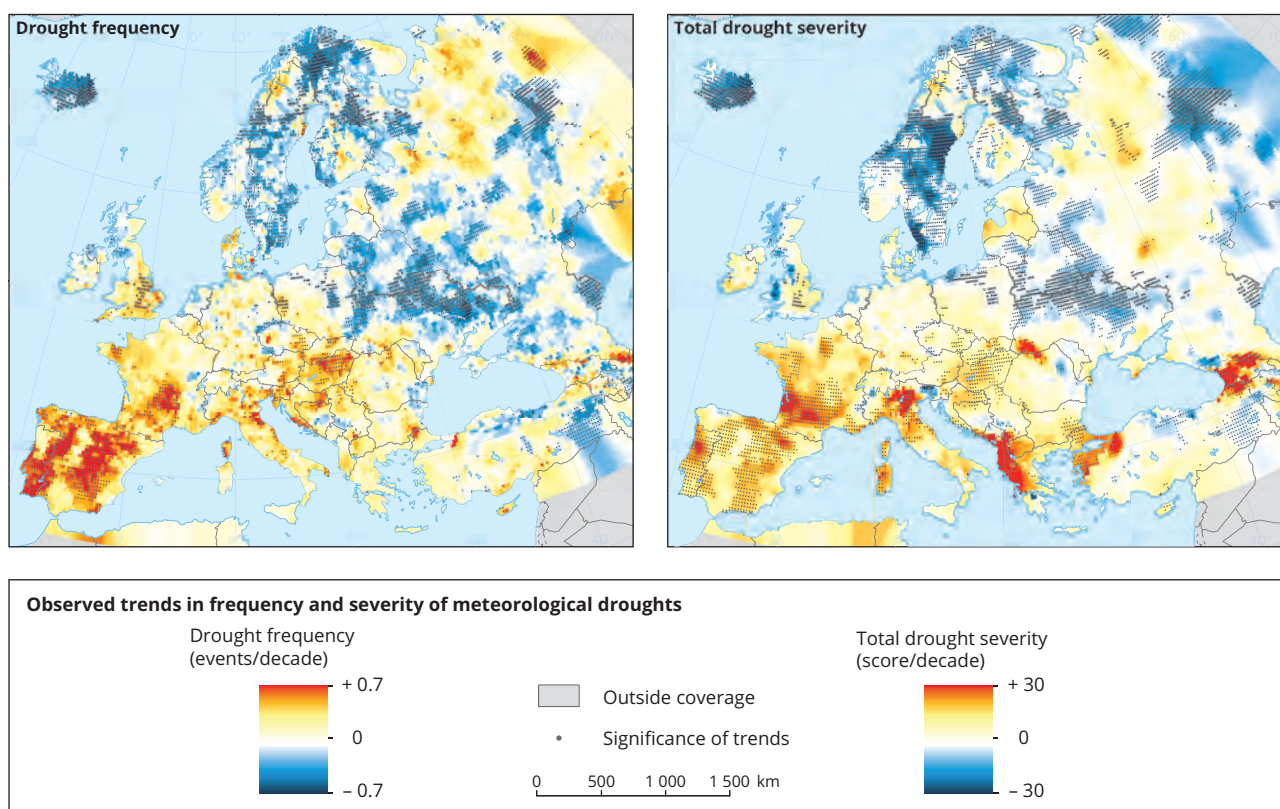 Drought frequency
Total drought severity
Observed trends in frequency and severity of meteorological droughts
Drought frequency
(events/decade)
+ 0.7
0
– 0.7
Outside coverage
Significance of trends
0 500 1 000 1 500 km
Total drought severity
(score/decade)
+ 30
0
– 30